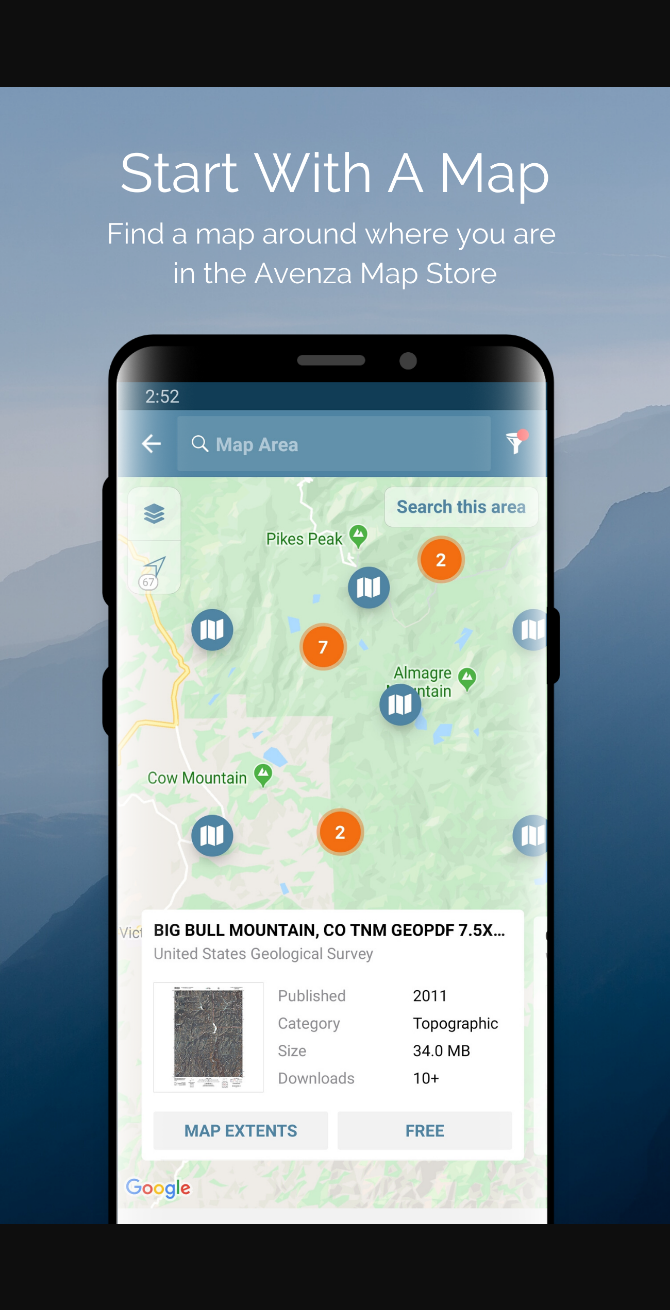 Start With A Map
Find a map around where you are
in the Avenza Map Store
2:52
Map Area
Search this area
Pikes Peak
2
67
7
Almagre
Cow Mountain
2
BIG BULL MOUNTAIN, CO TNM GEOPDF 7.5X...
United States Geological Survey
Published 2011
Category Topographic
Size 34.0 MB
Downloads 10+
MAP EXTENTS FREE
Google